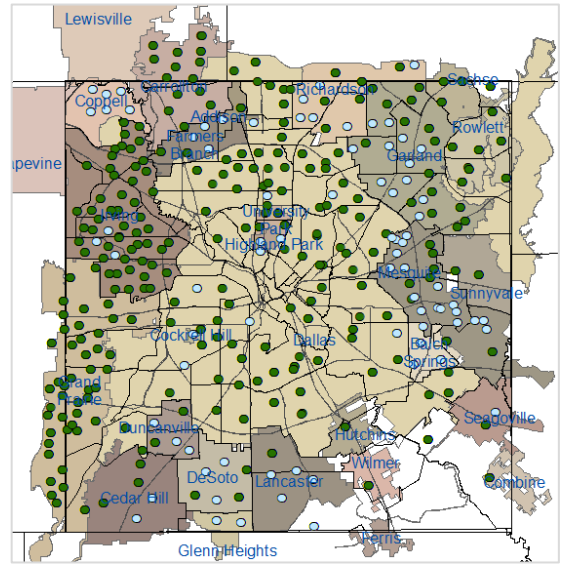 Lewisville
Carrollton
Coppell
Richardson
Sachse
Addison
Rowlett
Farmers
Branch
Garland
apevine
Irving
University
Park
Highland Park
Mesquite
Sunnyvale
Cockrell Hill
Dallas
Balch
Springs
Grand
Prairie
Seagoville
Duncanville
Hutchins
Wilmer
DeSoto
Lancaster
Combine
Cedar Hill
Ferris
Glenn Heights